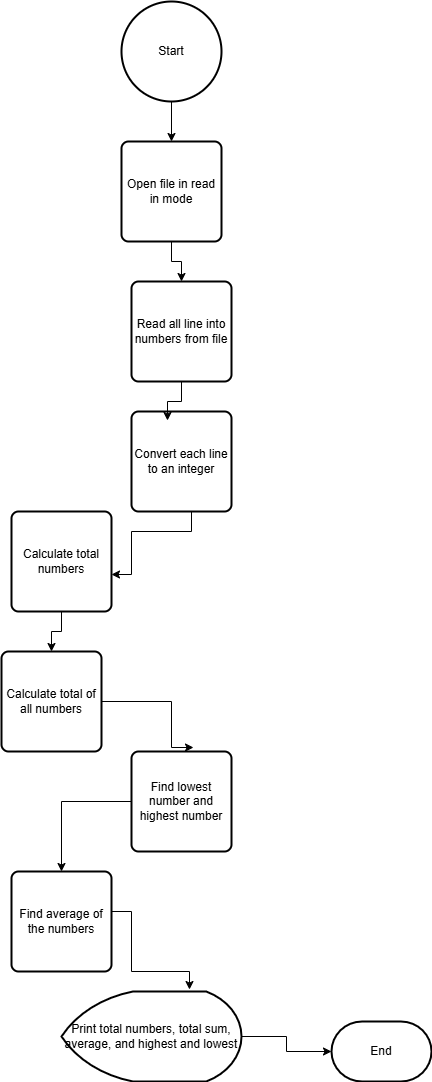 Start
Open file in read
in mode
Read all line into
numbers from file
Convert each line
to an integer
Calculate total
numbers
Calculate total of
all numbers
Find lowest
number and
highest number
Find average of
the numbers
Print total numbers, total sum,
average, and highest and lowest
End